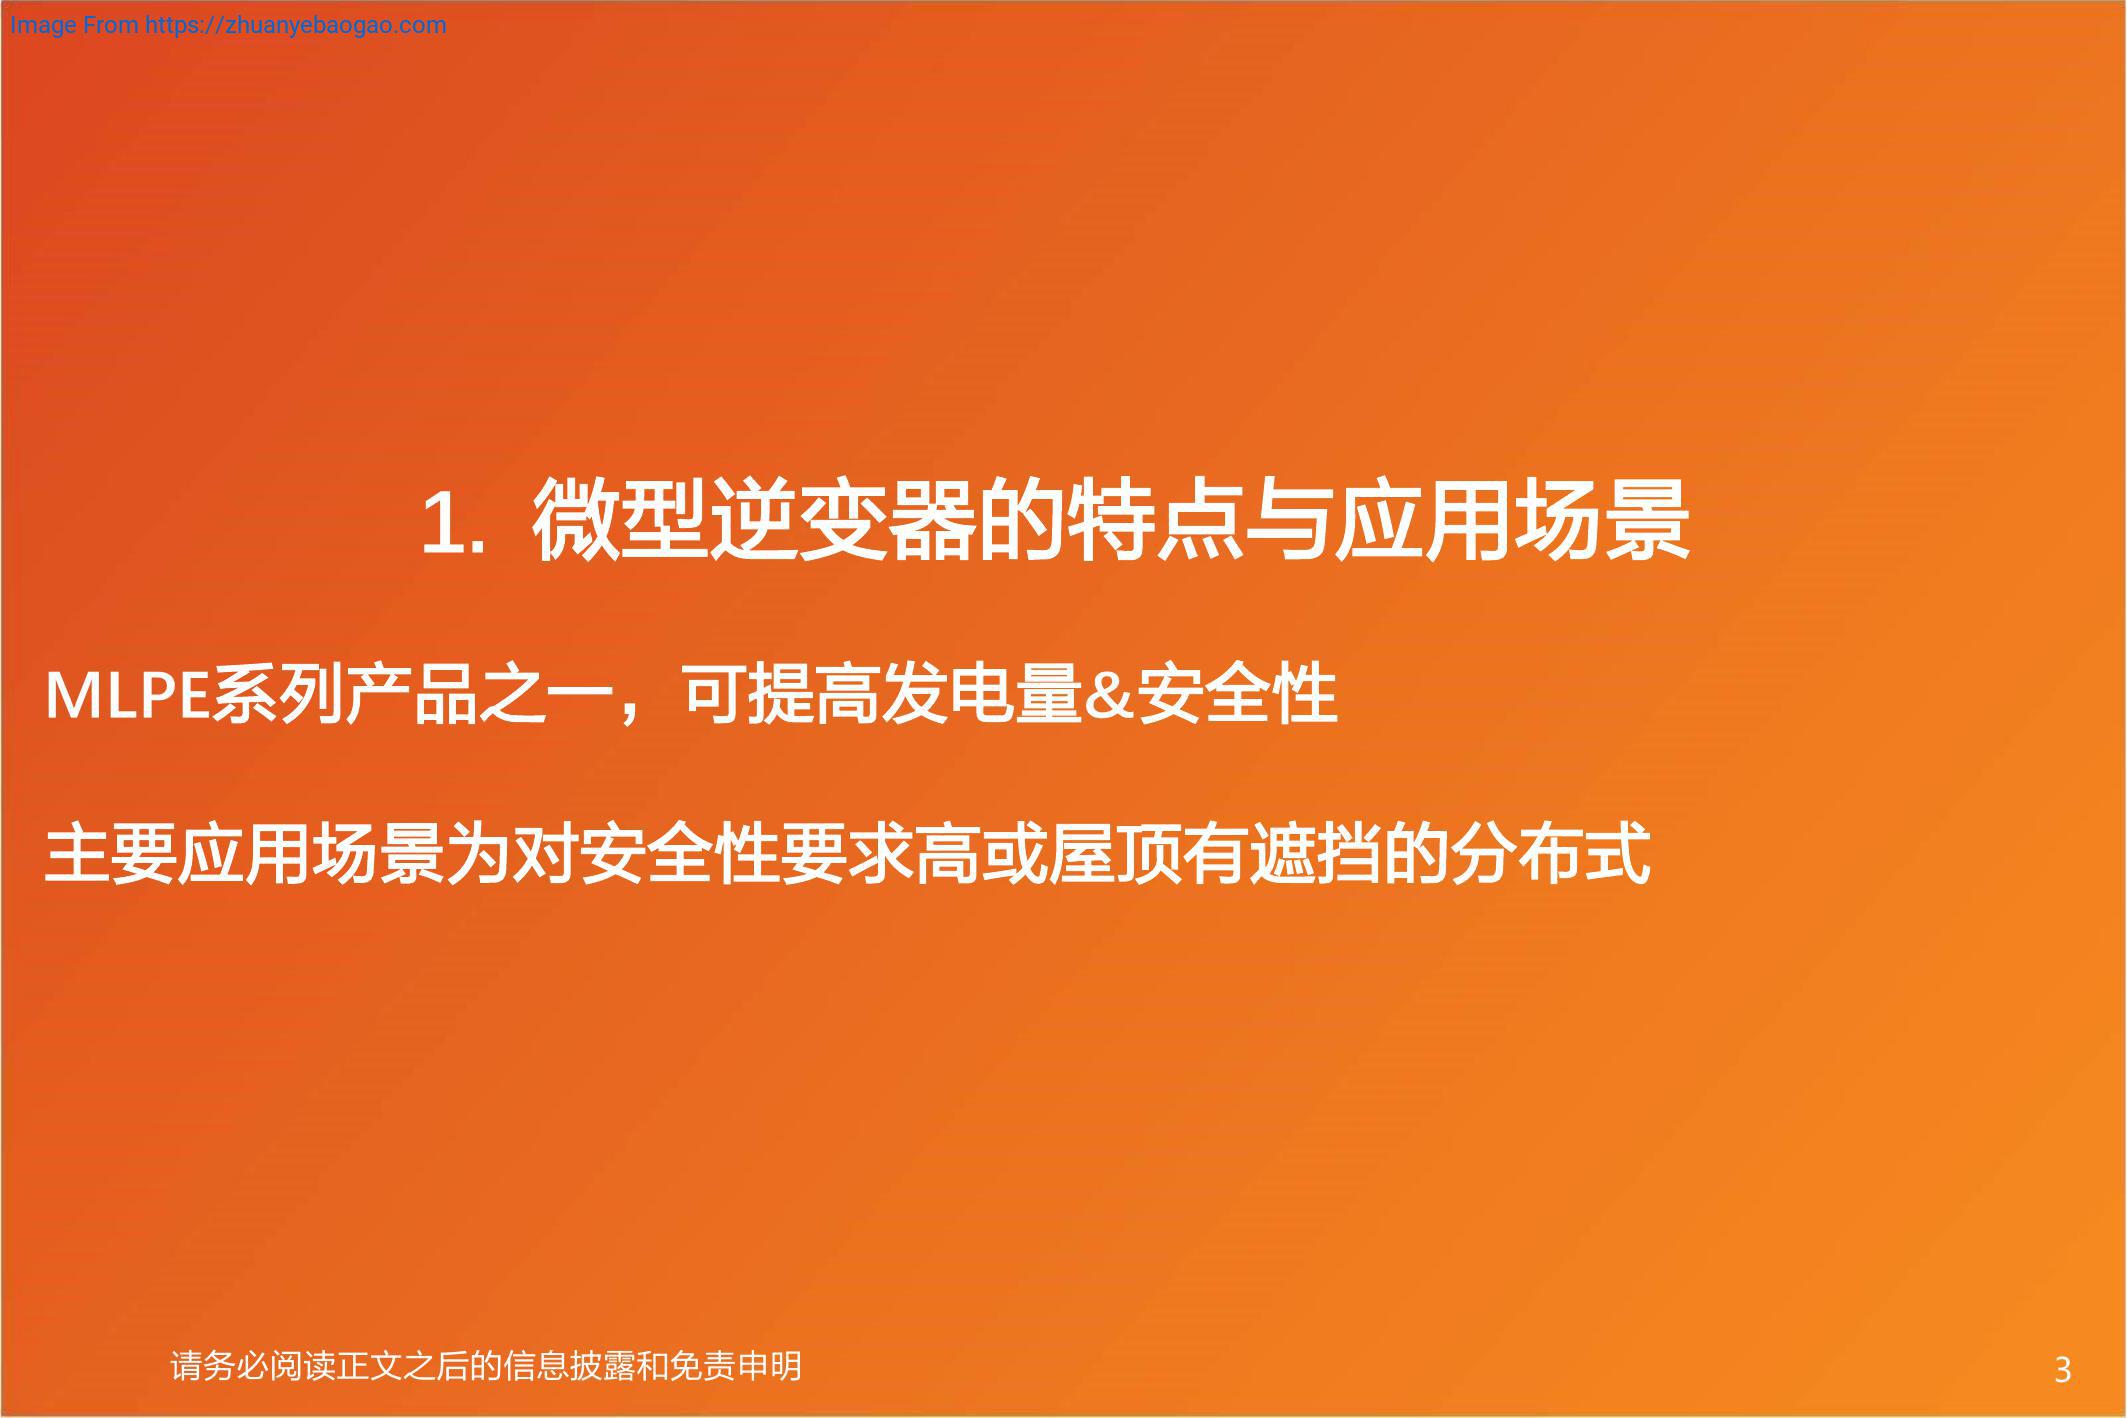 Image From https://zhuanyebaogao.com
1. 微型逆变器的特点与应用场景
MLPE系列产品之一，可提高发电量&安全性
主要应用场景为对安全性要求高或屋顶有遮挡的分布式
请务必阅读正文之后的信息披露和免责申明
3